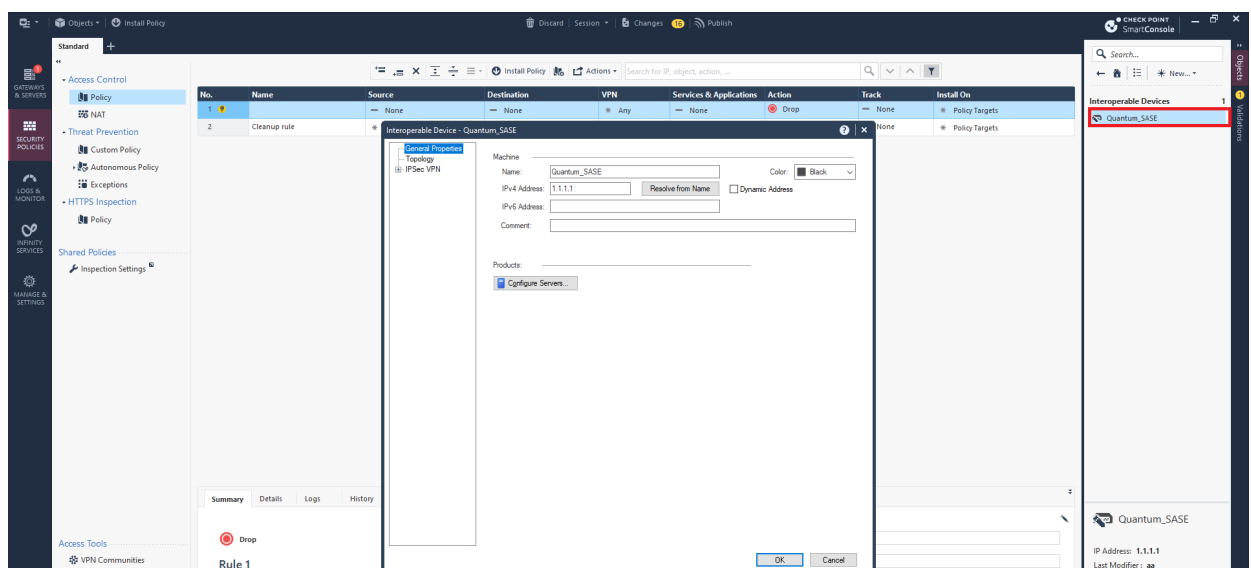 Objects
Install Policy
Discard
Session
Changes
16
Publish
CHECK POINT
SmartConsole
Standard
+
Search...
New...
Objects
1
Validations
GATEWAYS
& SERVERS
1
SECURITY
POLICIES
LOGS &
MONITOR
INFINITY
SERVICES
MANAGE &
SETTINGS
Access Control
Policy
NAT
Threat Prevention
Custom Policy
Autonomous Policy
Exceptions
HTTPS Inspection
Policy
Shared Policies
Inspection Settings
Access Tools
VPN Communities
Install Policy
Actions
Search for IP, object, action, ...
No. Name Source Destination VPN Services & Applications Action Track Install On
1 None None Any None Drop None Policy Targets
2 Cleanup rule None Policy Targets
Interoperable Device - Quantum_SASE
General Properties
Topology
IPSec VPN
Machine
Name: Quantum_SASE Color: Black
IPv4 Address: 1.1.1.1 Resolve from Name Dynamic Address
IPv6 Address:
Comment:
Products:
Configure Servers...
OK Cancel
Summary Details Logs History
Drop
Rule 1
Interoperable Devices 1
Quantum_SASE
Quantum_SASE
IP Address: 1.1.1.1
Last Modifier: aa